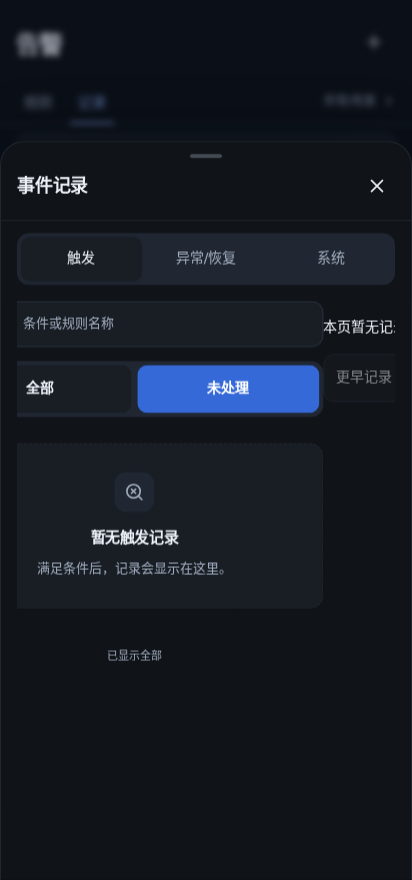 告警
记录
事件记录
触发
异常/恢复
系统
条件或规则名称
本页暂无记
全部
未处理
更早记录
暂无触发记录
满足条件后，记录会显示在这里。
已显示全部